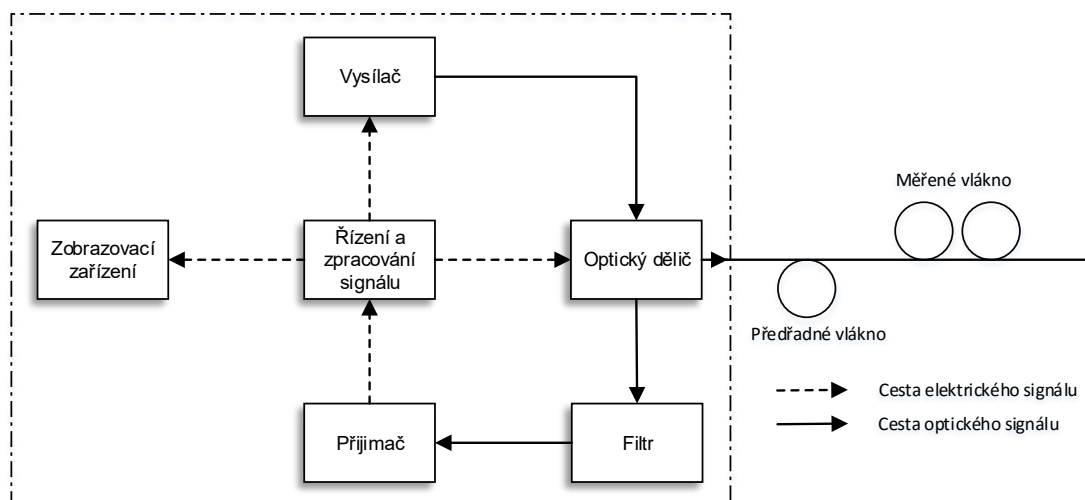 Vysílač
Měřené vlákno
Zobrazovací
zařízení
Řízení a
zpracování
signálu
Optický dělič
Předřadné vlákno
Cesta elektrického signálu
Cesta optického signálu
Přijimač
Filtr